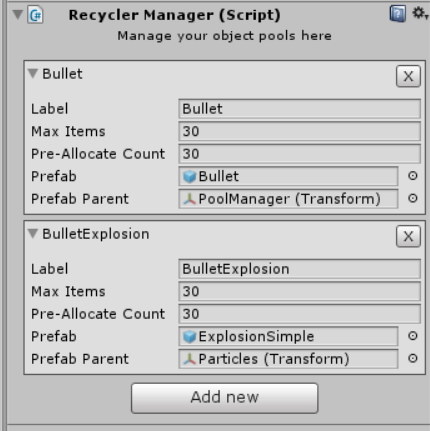 Recycler Manager (Script)
Manage your object pools here
Bullet
X
Label Bullet
Max Items 30
Pre-Allocate Count 30
Prefab Bullet
Prefab Parent PoolManager (Transform)
BulletExplosion
X
Label BulletExplosion
Max Items 30
Pre-Allocate Count 30
Prefab ExplosionSimple
Prefab Parent Particles (Transform)
Add new